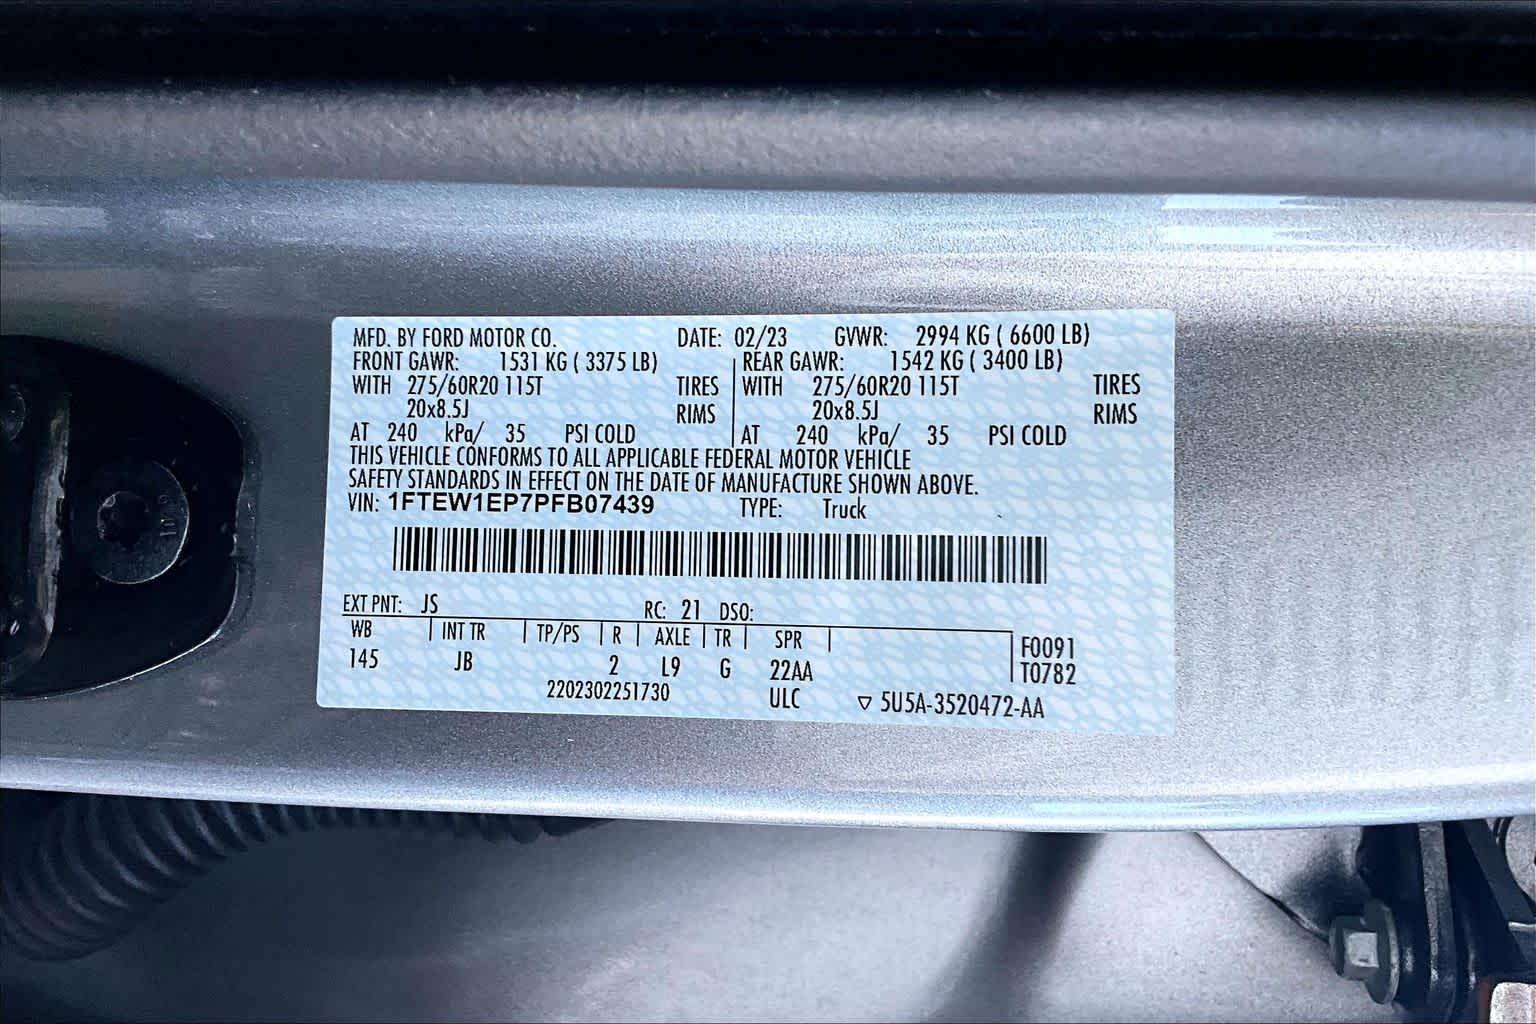 MFD. BY FORD MOTOR CO. DATE: 02/23 GVWR: 2994 KG ( 6600 LB)
FRONT GAWR: 1531 KG ( 3375 LB) REAR GAWR: 1542 KG ( 3400 LB)
WITH 275/60R20 115T TIRES WITH 275/60R20 115T TIRES
20x8.5J RIMS 20x8.5J RIMS
AT 240 kPa/ 35 PSI COLD AT 240 kPa/ 35 PSI COLD
THIS VEHICLE CONFORMS TO ALL APPLICABLE FEDERAL MOTOR VEHICLE
SAFETY STANDARDS IN EFFECT ON THE DATE OF MANUFACTURE SHOWN ABOVE.
VIN: 1FTEW1EP7PFB07439 TYPE: Truck
EXT PNT: JS RC: 21 DSO:
WB INT TR TP/PS R AXLE TR SPR F0091
145 JB 2 L9 G 22AA T0782
2202302251730 ULC ▽ 5U5A-3520472-AA